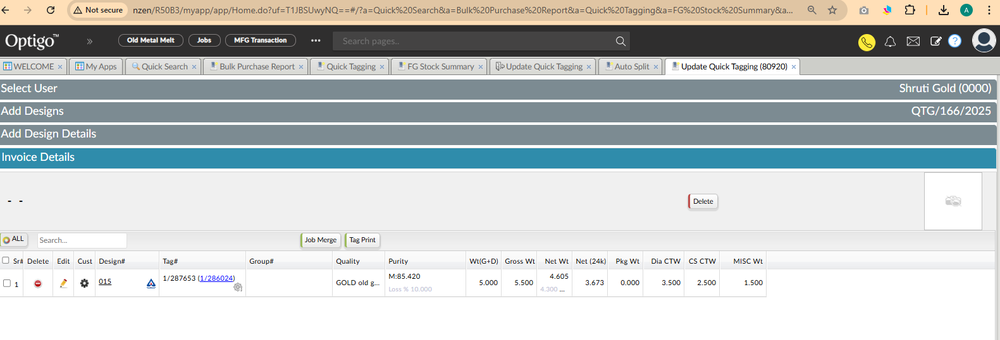 Not secure nzen/R50B3/myapp/app/Home.do?uf=T1JBSUwyNQ==#/?a=Quick%20Search&a=Bulk%20Purchase%20Report&a=Quick%20Tagging&a=FG%20Stock%20Summary&a... A
Optigo™ » Old Metal Melt Jobs MFG Transaction ••• Search pages.. ?
WELCOME × My Apps Quick Search × Bulk Purchase Report × Quick Tagging × FG Stock Summary × Update Quick Tagging × Auto Split × Update Quick Tagging (80920) ×
Select User Shruti Gold (0000)
Add Designs QTG/166/2025
Add Design Details
Invoice Details
- - Delete
ALL Search... Job Merge Tag Print
Sr# Delete Edit Cust Design# Tag# Group# Quality Purity Wt(G+D) Gross Wt Net Wt Net (24k) Pkg Wt Dia CTW CS CTW MISC Wt
1 015 1/287653 (1/286024) GOLD old g... M:85.420 5.000 5.500 4.605 3.673 0.000 3.500 2.500 1.500
Loss % 10.000 4.300 ...